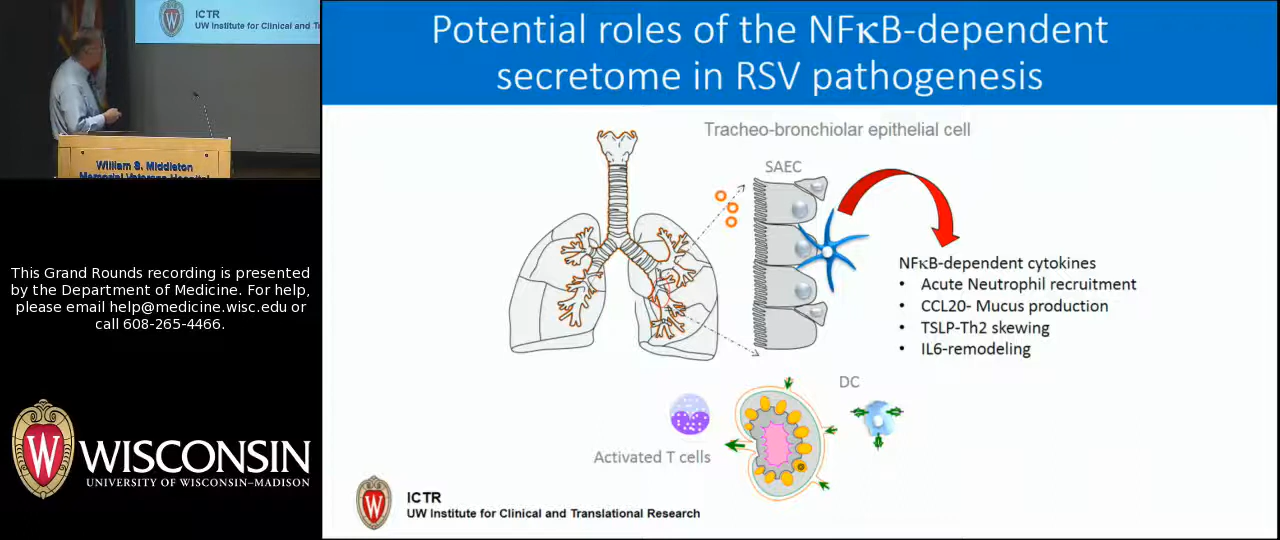 ICTR
UW Institute for Clinical and
William S. Middleton
Memorial Veterans Hospital
This Grand Rounds recording is presented
by the Department of Medicine. For help,
please email help@medicine.wisc.edu or
call 608-265-4466.
W
WISCONSIN
UNIVERSITY OF WISCONSIN–MADISON
Potential roles of the NFκB-dependent
secretome in RSV pathogenesis
Tracheo-bronchiolar epithelial cell
SAEC
NFκB-dependent cytokines
• Acute Neutrophil recruitment
• CCL20- Mucus production
• TSLP-Th2 skewing
• IL6-remodeling
DC
Activated T cells
W
ICTR
UW Institute for Clinical and Translational Research